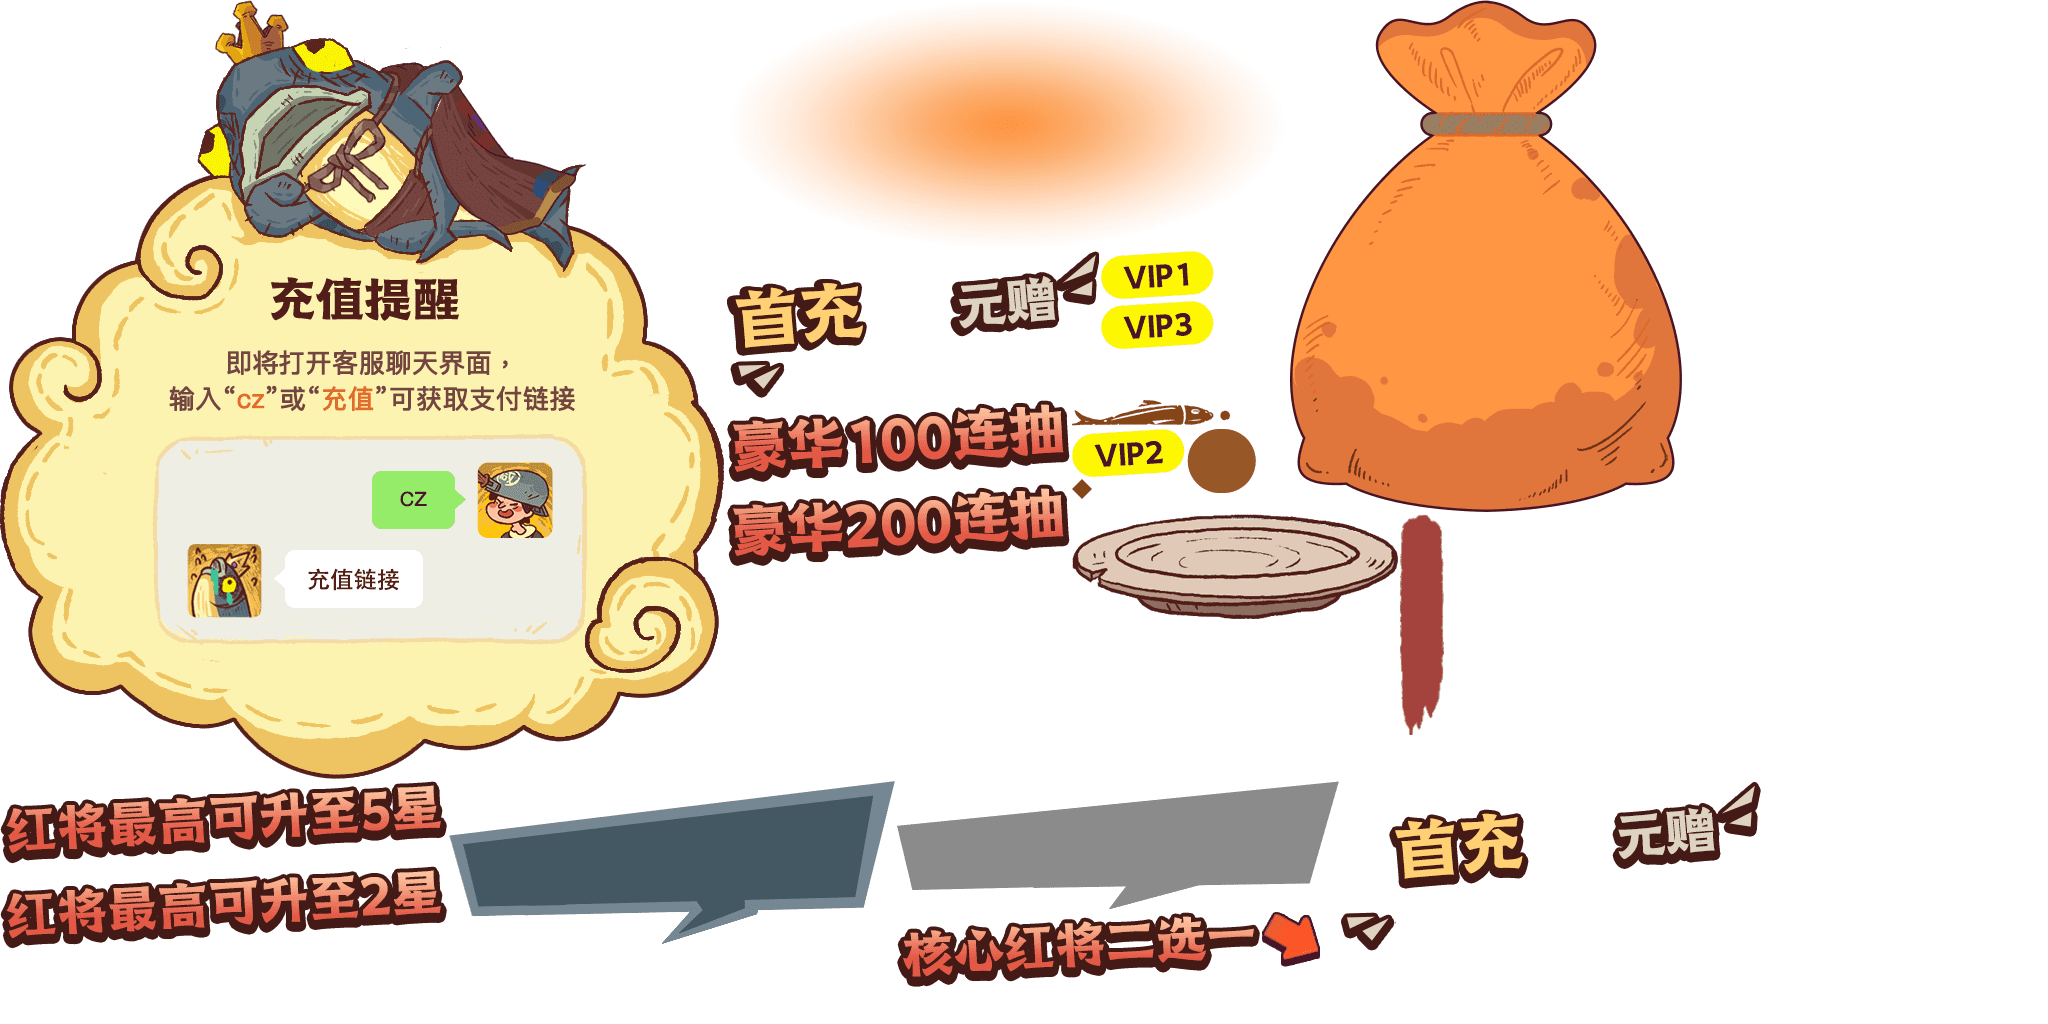 充值提醒
即将打开客服聊天界面，
输入“cz”或“充值”可获取支付链接
cz
充值链接
首充 元赠
VIP1
VIP3
豪华100连抽
VIP2
豪华200连抽
红将最高可升至5星
红将最高可升至2星
首充 元赠
核心红将二选一